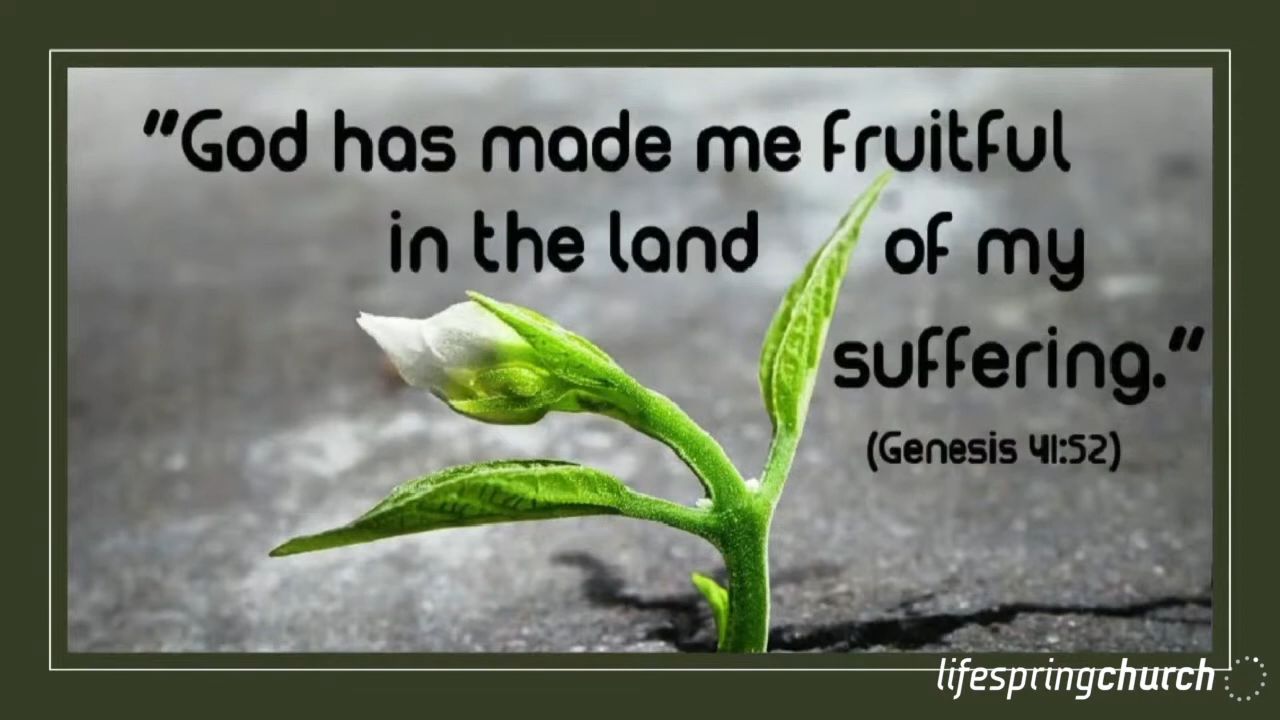 "God has made me fruitful
in the land of my
suffering."
(Genesis 41:52)
lifespringchurch